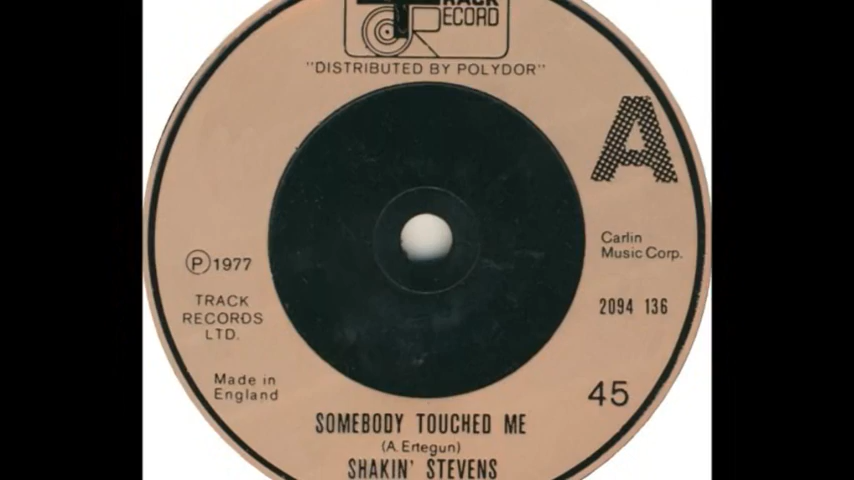 TRACK
RECORD
"DISTRIBUTED BY POLYDOR"
A
Carlin
Music Corp.
Ⓟ1977
2094 136
TRACK
RECORDS
LTD.
Made in
England
45
SOMEBODY TOUCHED ME
(A. Ertegun)
SHAKIN' STEVENS